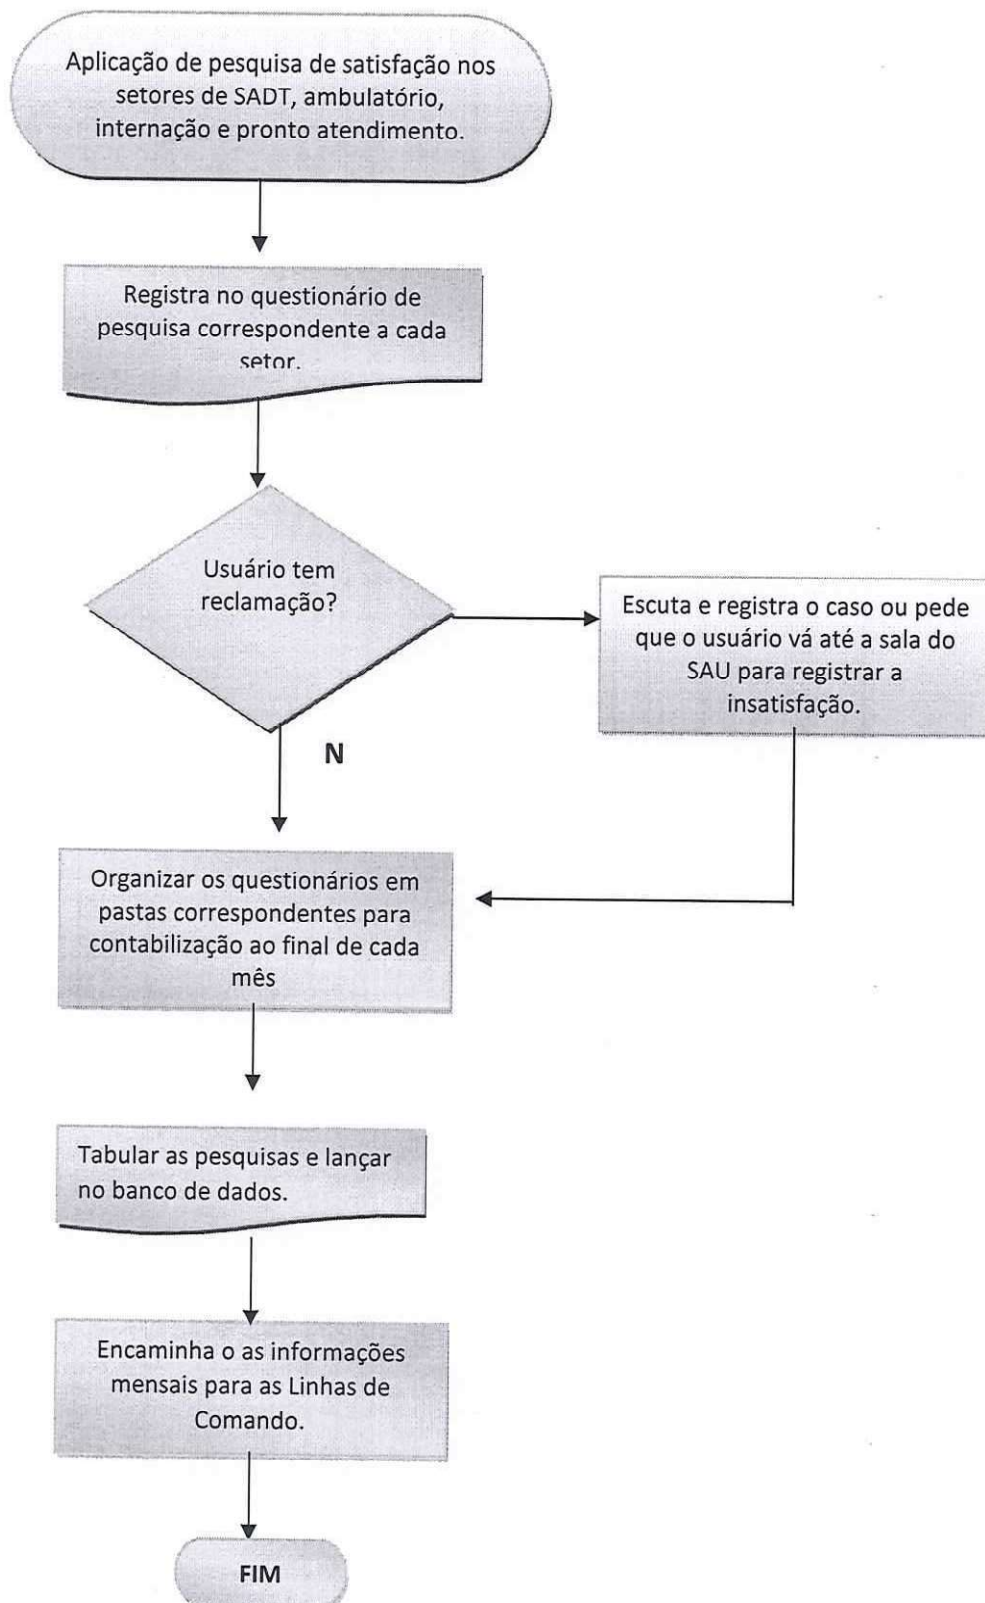 Aplicação de pesquisa de satisfação nos
setores de SADT, ambulatório,
internação e pronto atendimento.
Registra no questionário de
pesquisa correspondente a cada
setor.
Usuário tem
reclamação?
Escuta e registra o caso ou pede
que o usuário vá até a sala do
SAU para registrar a
insatisfação.
N
Organizar os questionários em
pastas correspondentes para
contabilização ao final de cada
mês
Tabular as pesquisas e lançar
no banco de dados.
Encaminha o as informações
mensais para as Linhas de
Comando.
FIM